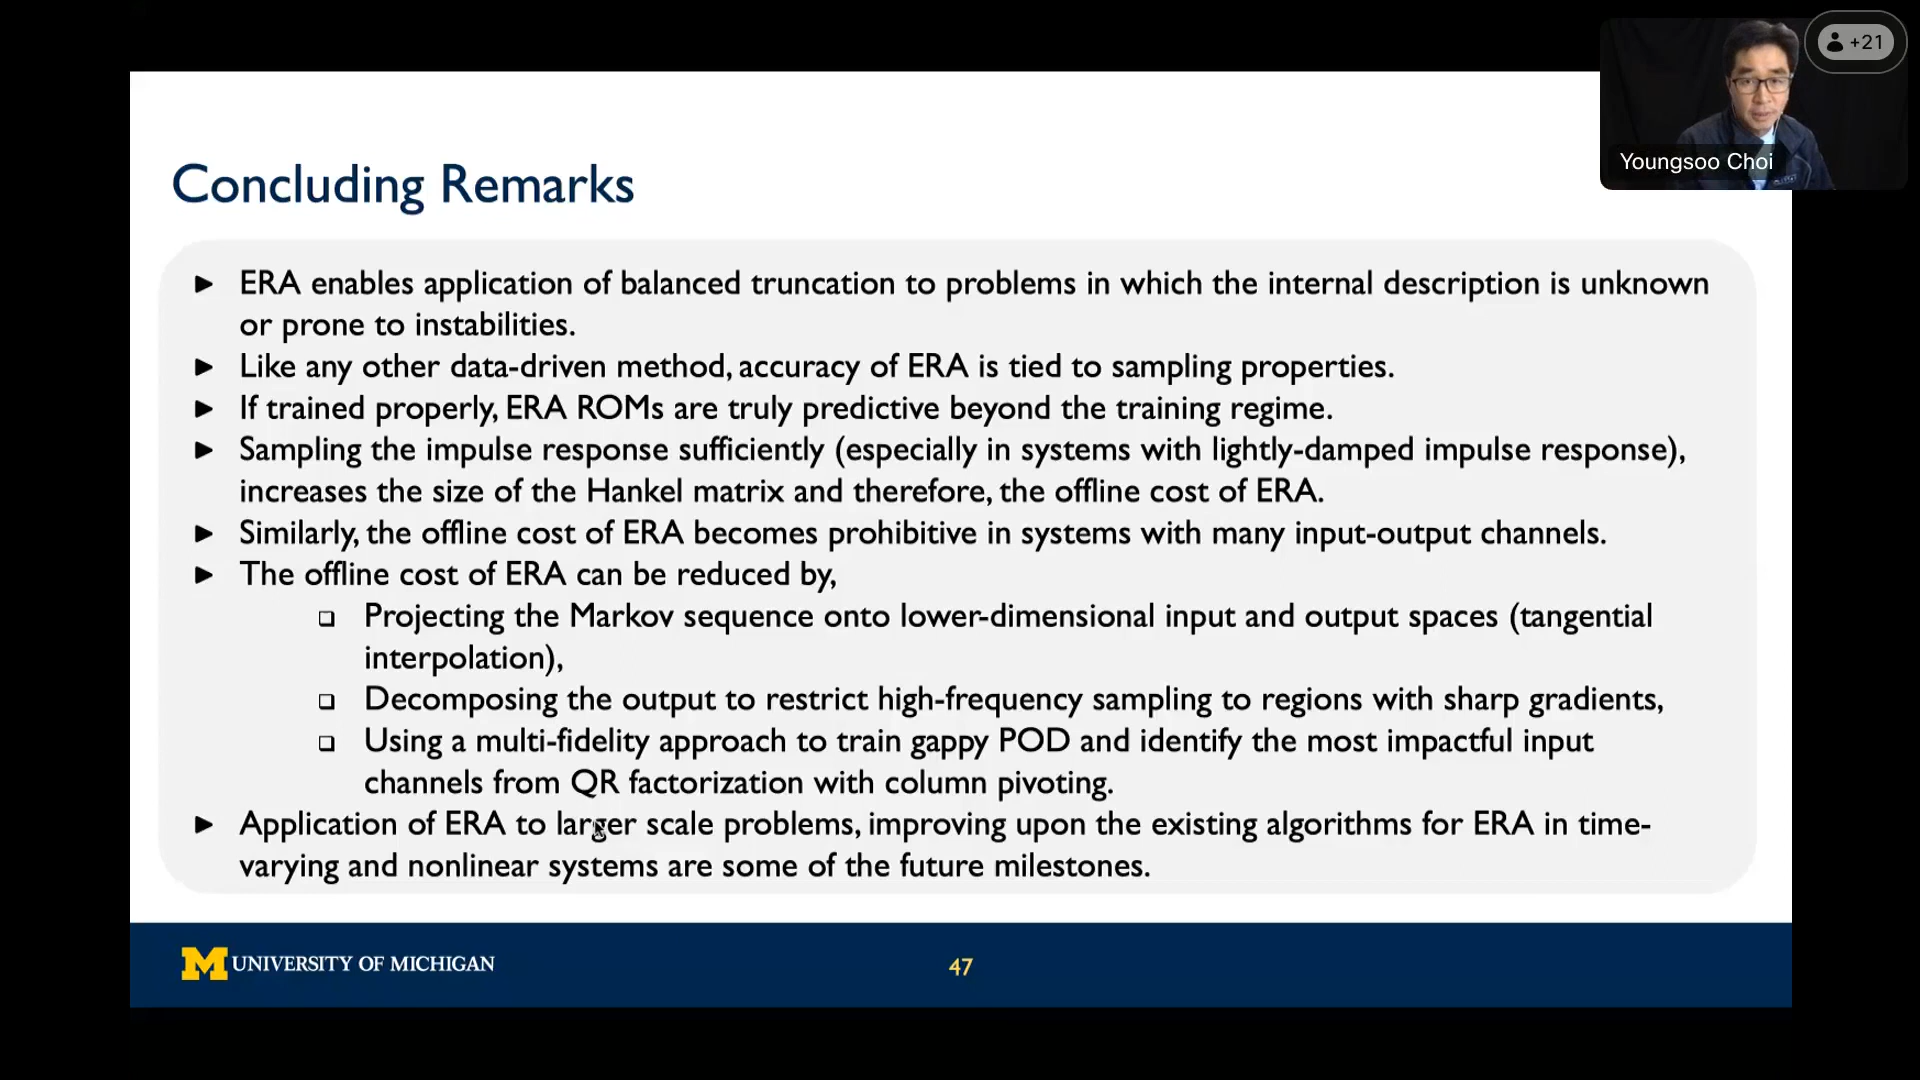 +21
Youngsoo Choi
Concluding Remarks
► ERA enables application of balanced truncation to problems in which the internal description is unknown
or prone to instabilities.
► Like any other data-driven method, accuracy of ERA is tied to sampling properties.
► If trained properly, ERA ROMs are truly predictive beyond the training regime.
► Sampling the impulse response sufficiently (especially in systems with lightly-damped impulse response),
increases the size of the Hankel matrix and therefore, the offline cost of ERA.
► Similarly, the offline cost of ERA becomes prohibitive in systems with many input-output channels.
► The offline cost of ERA can be reduced by,
❑ Projecting the Markov sequence onto lower-dimensional input and output spaces (tangential
interpolation),
❑ Decomposing the output to restrict high-frequency sampling to regions with sharp gradients,
❑ Using a multi-fidelity approach to train gappy POD and identify the most impactful input
channels from QR factorization with column pivoting.
► Application of ERA to larger scale problems, improving upon the existing algorithms for ERA in time-
varying and nonlinear systems are some of the future milestones.
M UNIVERSITY OF MICHIGAN
47